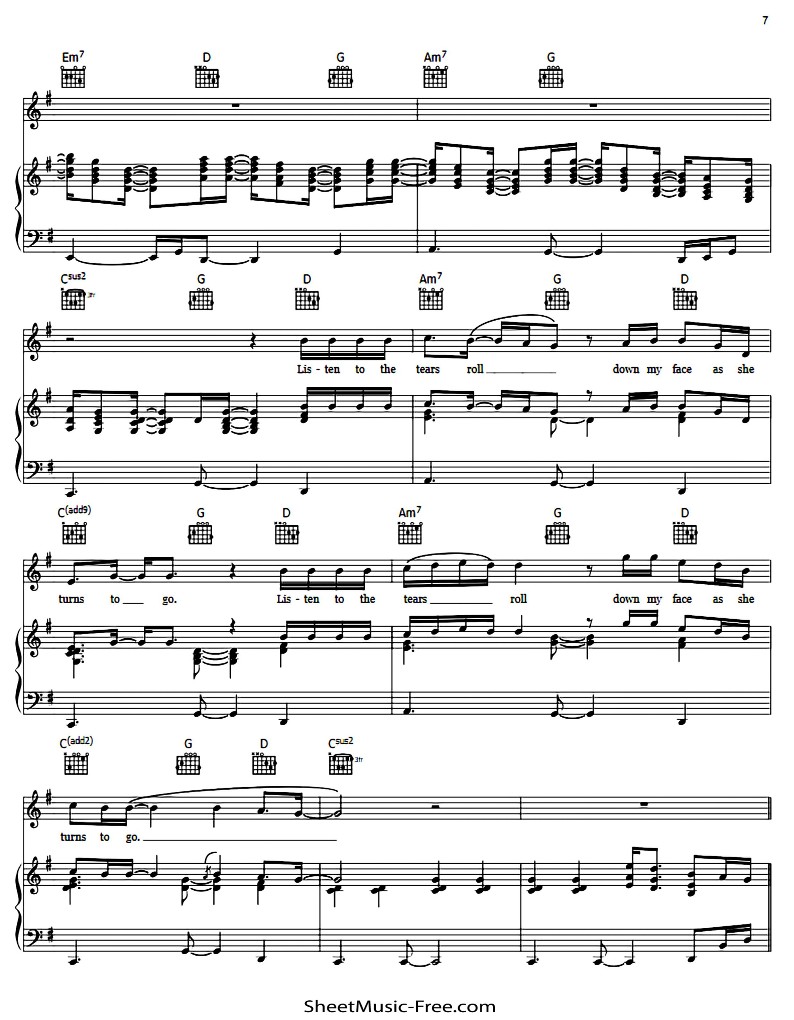 7
Em7 D G Am7 G
Csus2 G D Am7 G D
3fr
Lis - ten to the tears roll down my face as she
C(add9) G D Am7 G D
turns to go. Lis - ten to the tears roll down my face as she
C(add2) G D Csus2
3fr
turns to go.
SheetMusic-Free.com